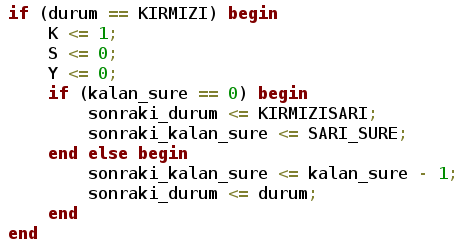 if (durum == KIRMIZI) begin
    K <= 1;
    S <= 0;
    Y <= 0;
    if (kalan_sure == 0) begin
        sonraki_durum <= KIRMIZISARI;
        sonraki_kalan_sure <= SARI_SURE;
    end else begin
        sonraki_kalan_sure <= kalan_sure - 1;
        sonraki_durum <= durum;
    end
end